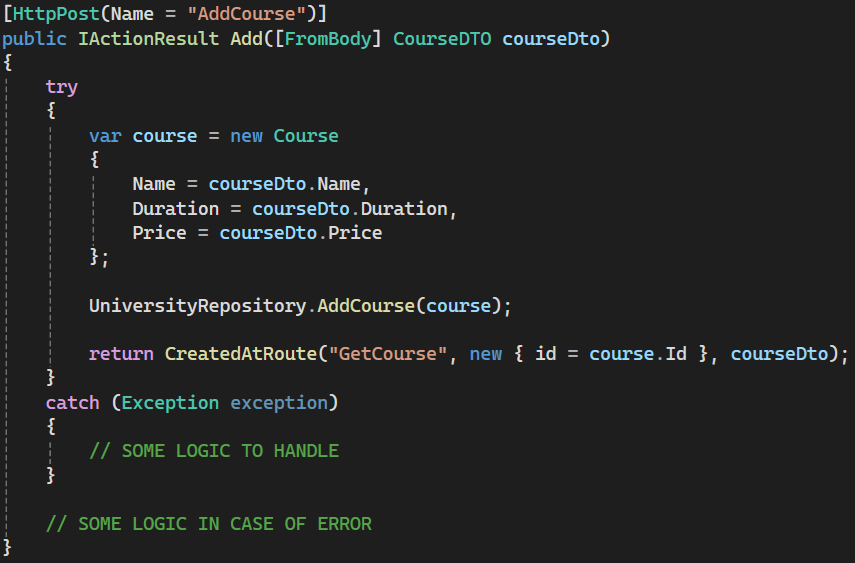 [HttpPost(Name = "AddCourse")]
public IActionResult Add([FromBody] CourseDTO courseDto)
{
    try
    {
        var course = new Course
        {
            Name = courseDto.Name,
            Duration = courseDto.Duration,
            Price = courseDto.Price
        };

        UniversityRepository.AddCourse(course);

        return CreatedAtRoute("GetCourse", new { id = course.Id }, courseDto);
    }
    catch (Exception exception)
    {
        // SOME LOGIC TO HANDLE
    }

    // SOME LOGIC IN CASE OF ERROR
}